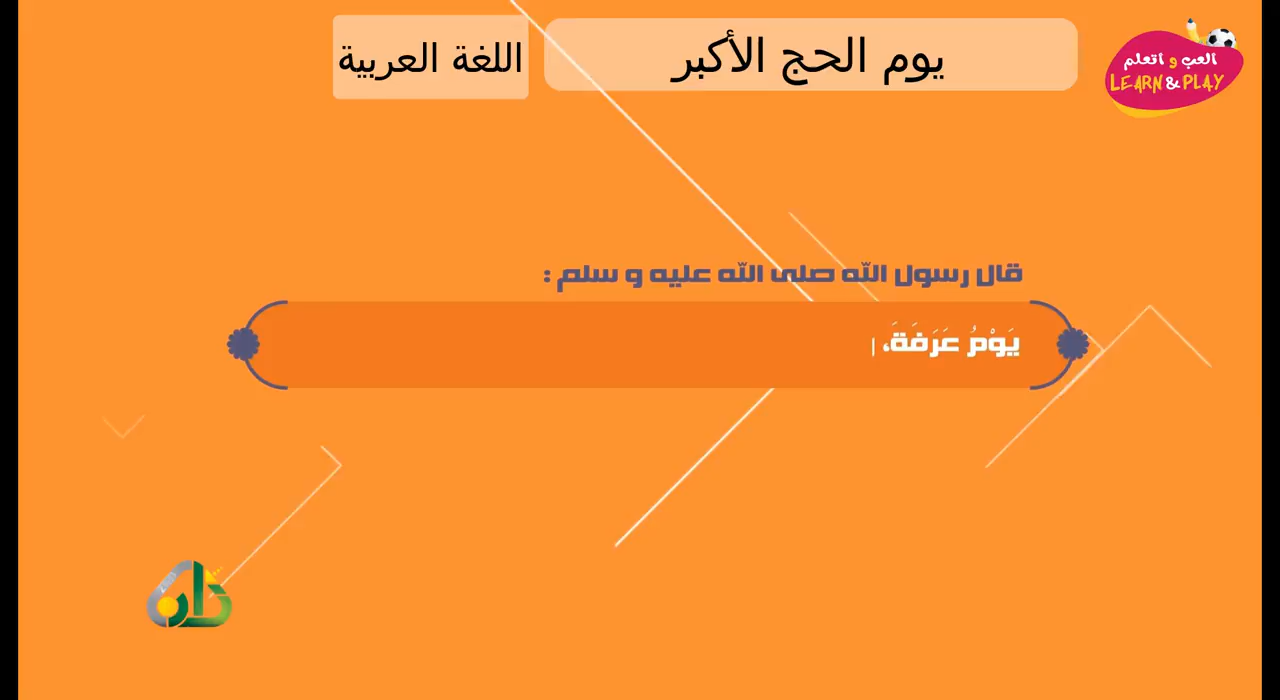 العب و اتعلم
LEARN & PLAY
يوم الحج الأكبر
اللغة العربية
قال رسول الله صلى الله عليه و سلم :
يَوْمُ عَرَفَةَ،